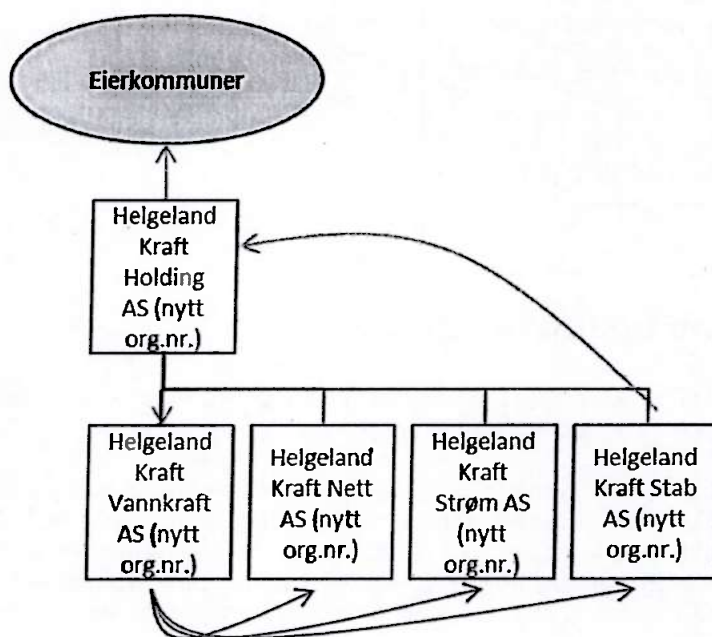 Eierkommuner
Helgeland
Kraft
Holding
AS (nytt
org.nr.)
Helgeland
Kraft
Vannkraft
AS (nytt
org.nr.)
Helgeland
Kraft Nett
AS (nytt
org.nr.)
Helgeland
Kraft
Strøm AS
(nytt
org.nr.)
Helgeland
Kraft Stab
AS (nytt
org.nr.)